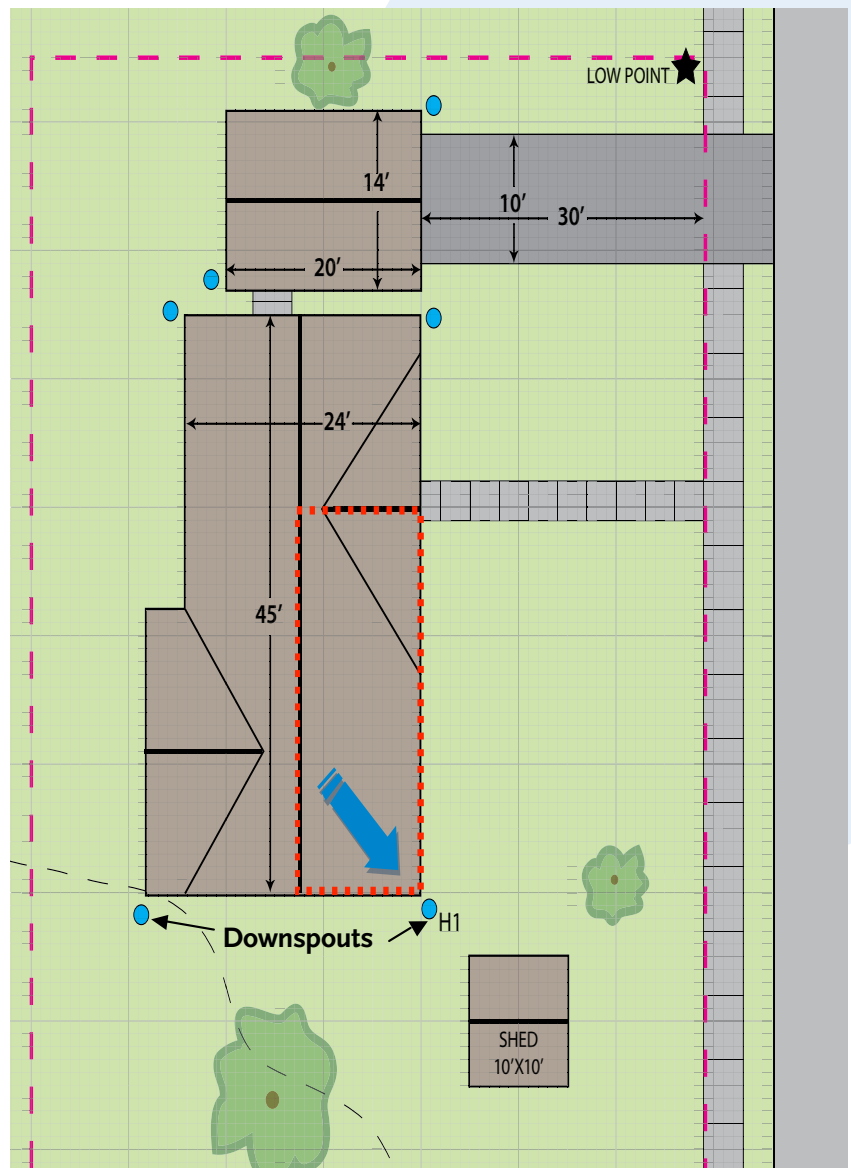 LOW POINT
14’
10’
30’
20’
24’
45’
H1
Downspouts
SHED
10’X10’